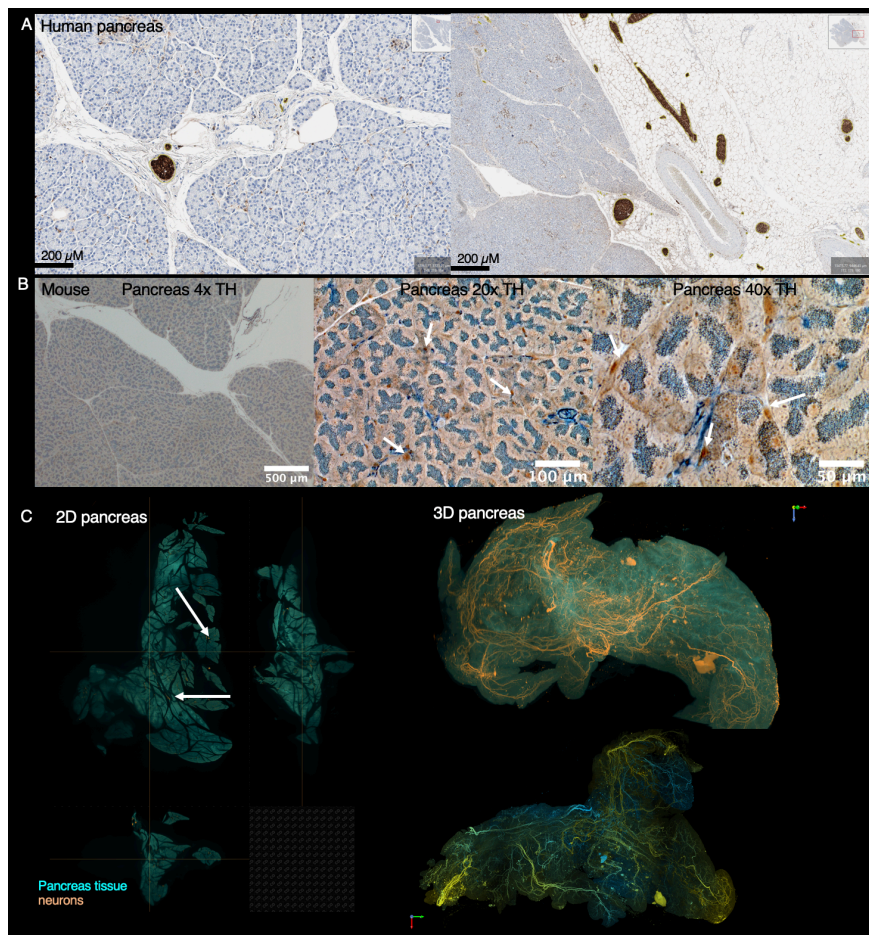 A Human pancreas
200 µM
200 µM
B Mouse Pancreas 4x TH Pancreas 20x TH Pancreas 40x TH
500 µm 100 µm 50 µm
C 2D pancreas 3D pancreas
Pancreas tissue
neurons